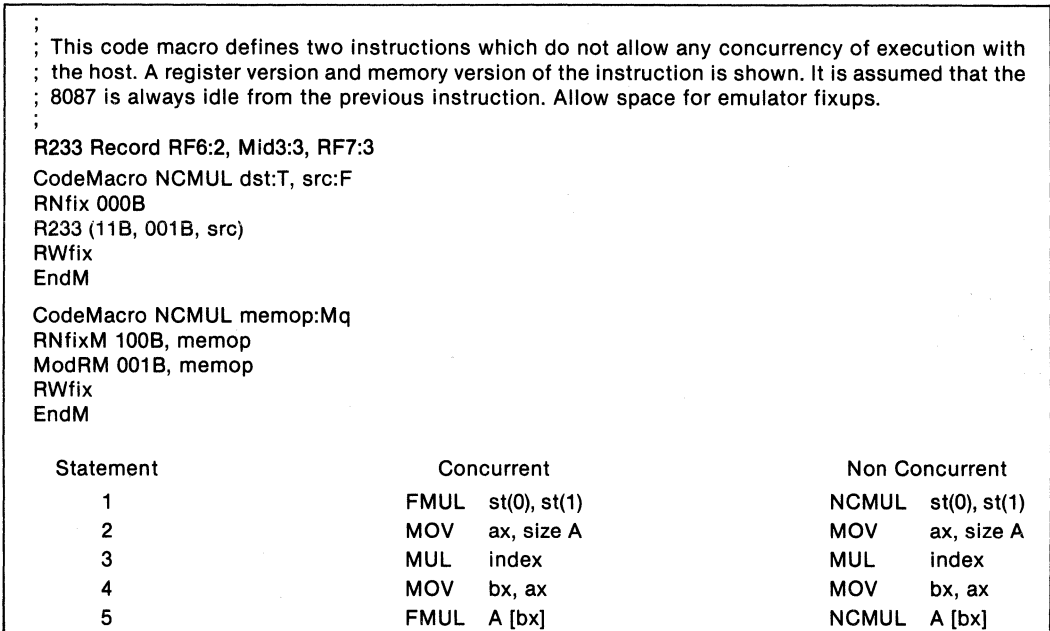 ;
; This code macro defines two instructions which do not allow any concurrency of execution with
; the host. A register version and memory version of the instruction is shown. It is assumed that the
; 8087 is always idle from the previous instruction. Allow space for emulator fixups.
;
R233 Record RF6:2, Mid3:3, RF7:3
CodeMacro NCMUL dst:T, src:F
RNfix 000B
R233 (11B, 001B, src)
RWfix
EndM
CodeMacro NCMUL memop:Mq
RNfixM 100B, memop
ModRM 001B, memop
RWfix
EndM
Statement Concurrent Non Concurrent
1 FMUL st(0), st(1) NCMUL st(0), st(1)
2 MOV ax, size A MOV ax, size A
3 MUL index MUL index
4 MOV bx, ax MOV bx, ax
5 FMUL A [bx] NCMUL A [bx]